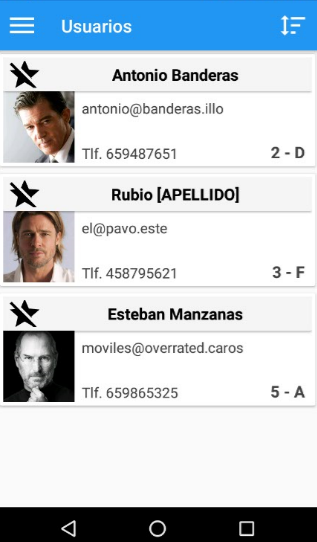 Usuarios
Antonio Banderas
antonio@banderas.illo
Tlf. 659487651
2 - D
Rubio [APELLIDO]
el@pavo.este
Tlf. 458795621
3 - F
Esteban Manzanas
moviles@overrated.caros
Tlf. 659865325
5 - A